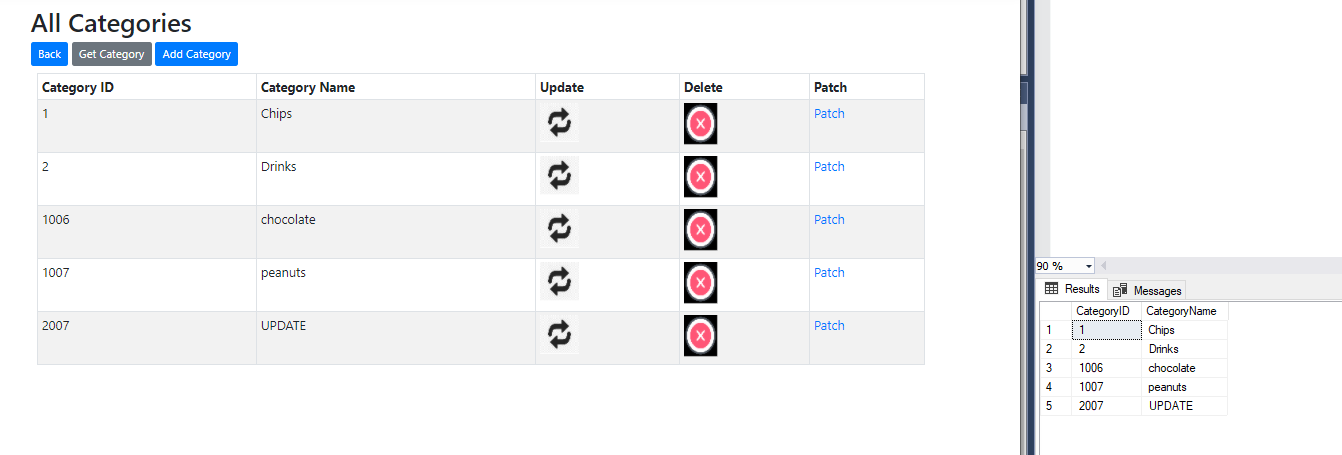 All Categories
Back Get Category Add Category
Category ID Category Name Update Delete Patch
1 Chips X Patch
2 Drinks X Patch
1006 chocolate X Patch
1007 peanuts X Patch
2007 UPDATE X Patch
90 %
Results Messages
CategoryID CategoryName
1 1 Chips
2 2 Drinks
3 1006 chocolate
4 1007 peanuts
5 2007 UPDATE